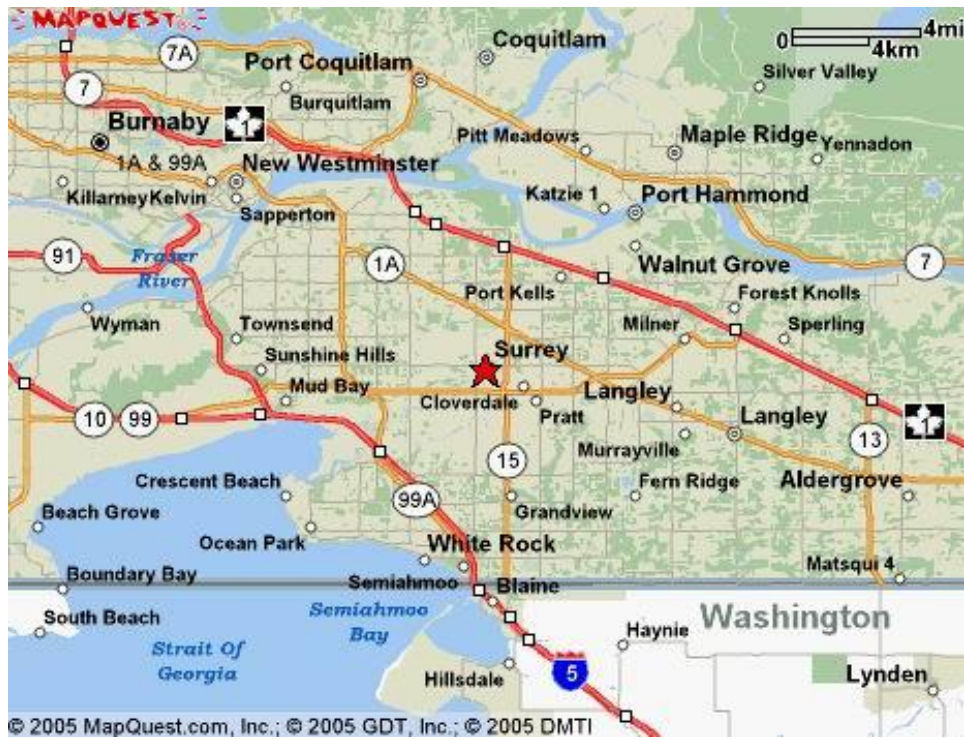 MAPQUEST
0 4mi
4km
7A
Coquitlam
Port Coquitlam
Silver Valley
7
Burquitlam
1
Burnaby
Pitt Meadows
Maple Ridge
Yennadon
1A & 99A
New Westminster
Killarney
Kelvin
Sapperton
Katzie 1
Port Hammond
91
Fraser
River
1A
Walnut Grove
7
Port Kells
Forest Knolls
Wyman
Townsend
Milner
Sperling
Surrey
Sunshine Hills
Mud Bay
Cloverdale
Pratt
Langley
Langley
10
99
1
Murrayville
13
15
Crescent Beach
99A
Fern Ridge
Aldergrove
Beach Grove
Grandview
Ocean Park
White Rock
Matsqui 4
Boundary Bay
Semiahmoo
Blaine
South Beach
Semiahmoo
Bay
Washington
Haynie
Strait Of
Georgia
Hillsdale
5
Lynden
© 2005 MapQuest.com, Inc.; © 2005 GDT, Inc.; © 2005 DMTI